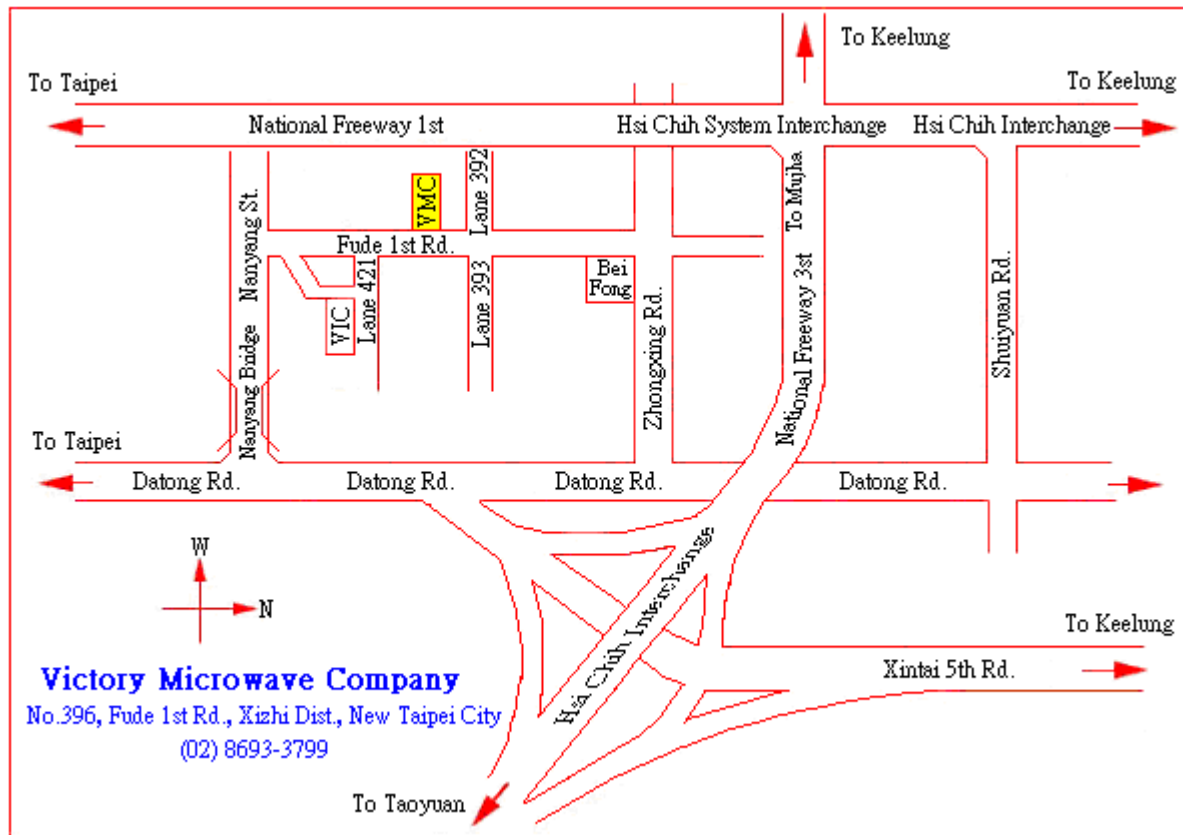 To Keelung
To Taipei
To Keelung
National Freeway 1st
Hsi Chih System Interchange
Hsi Chih Interchange
Nanyang St.
VMC
Lane 392
To Mujha
Fude 1st Rd.
Lane 421
Lane 393
Bei
Fong
VIC
Zhongxing Rd.
National Freeway 3st
Shuiyuan Rd.
Nanyang Bridge
To Taipei
Datong Rd.
Datong Rd.
Datong Rd.
Datong Rd.
W
N
Hsi Chih Interchange
To Keelung
Xintai 5th Rd.
Victory Microwave Company
No.396, Fude 1st Rd., Xizhi Dist., New Taipei City
(02) 8693-3799
To Taoyuan